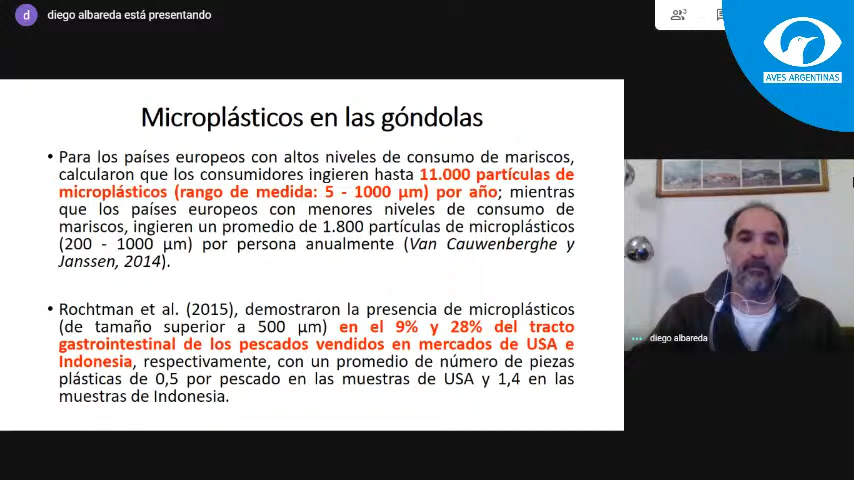 d
diego albareda está presentando
3
AVES ARGENTINAS
Microplásticos en las góndolas
• Para los países europeos con altos niveles de consumo de mariscos,
calcularon que los consumidores ingieren hasta 11.000 partículas de
microplásticos (rango de medida: 5 - 1000 µm) por año; mientras
que los países europeos con menores niveles de consumo de
mariscos, ingieren un promedio de 1.800 partículas de microplásticos
(200 - 1000 µm) por persona anualmente (Van Cauwenberghe y
Janssen, 2014).
• Rochtman et al. (2015), demostraron la presencia de microplásticos
(de tamaño superior a 500 µm) en el 9% y 28% del tracto
gastrointestinal de los pescados vendidos en mercados de USA e
Indonesia, respectivamente, con un promedio de número de piezas
plásticas de 0,5 por pescado en las muestras de USA y 1,4 en las
muestras de Indonesia.
diego albareda